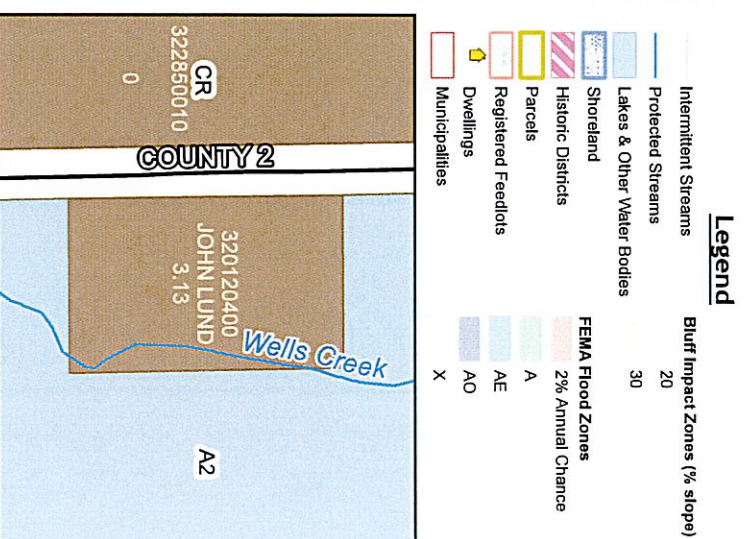 Legend
Intermittent Streams
Protected Streams
Lakes & Other Water Bodies
Shoreland
Historic Districts
Parcels
Registered Feedlots
Dwellings
Municipalities
Bluff Impact Zones (% slope)
20
30
FEMA Flood Zones
2% Annual Chance
A
AE
AO
X
CR
322850010
0
COUNTY 2
320120400
JOHN LUND
3.13
Wells Creek
A2